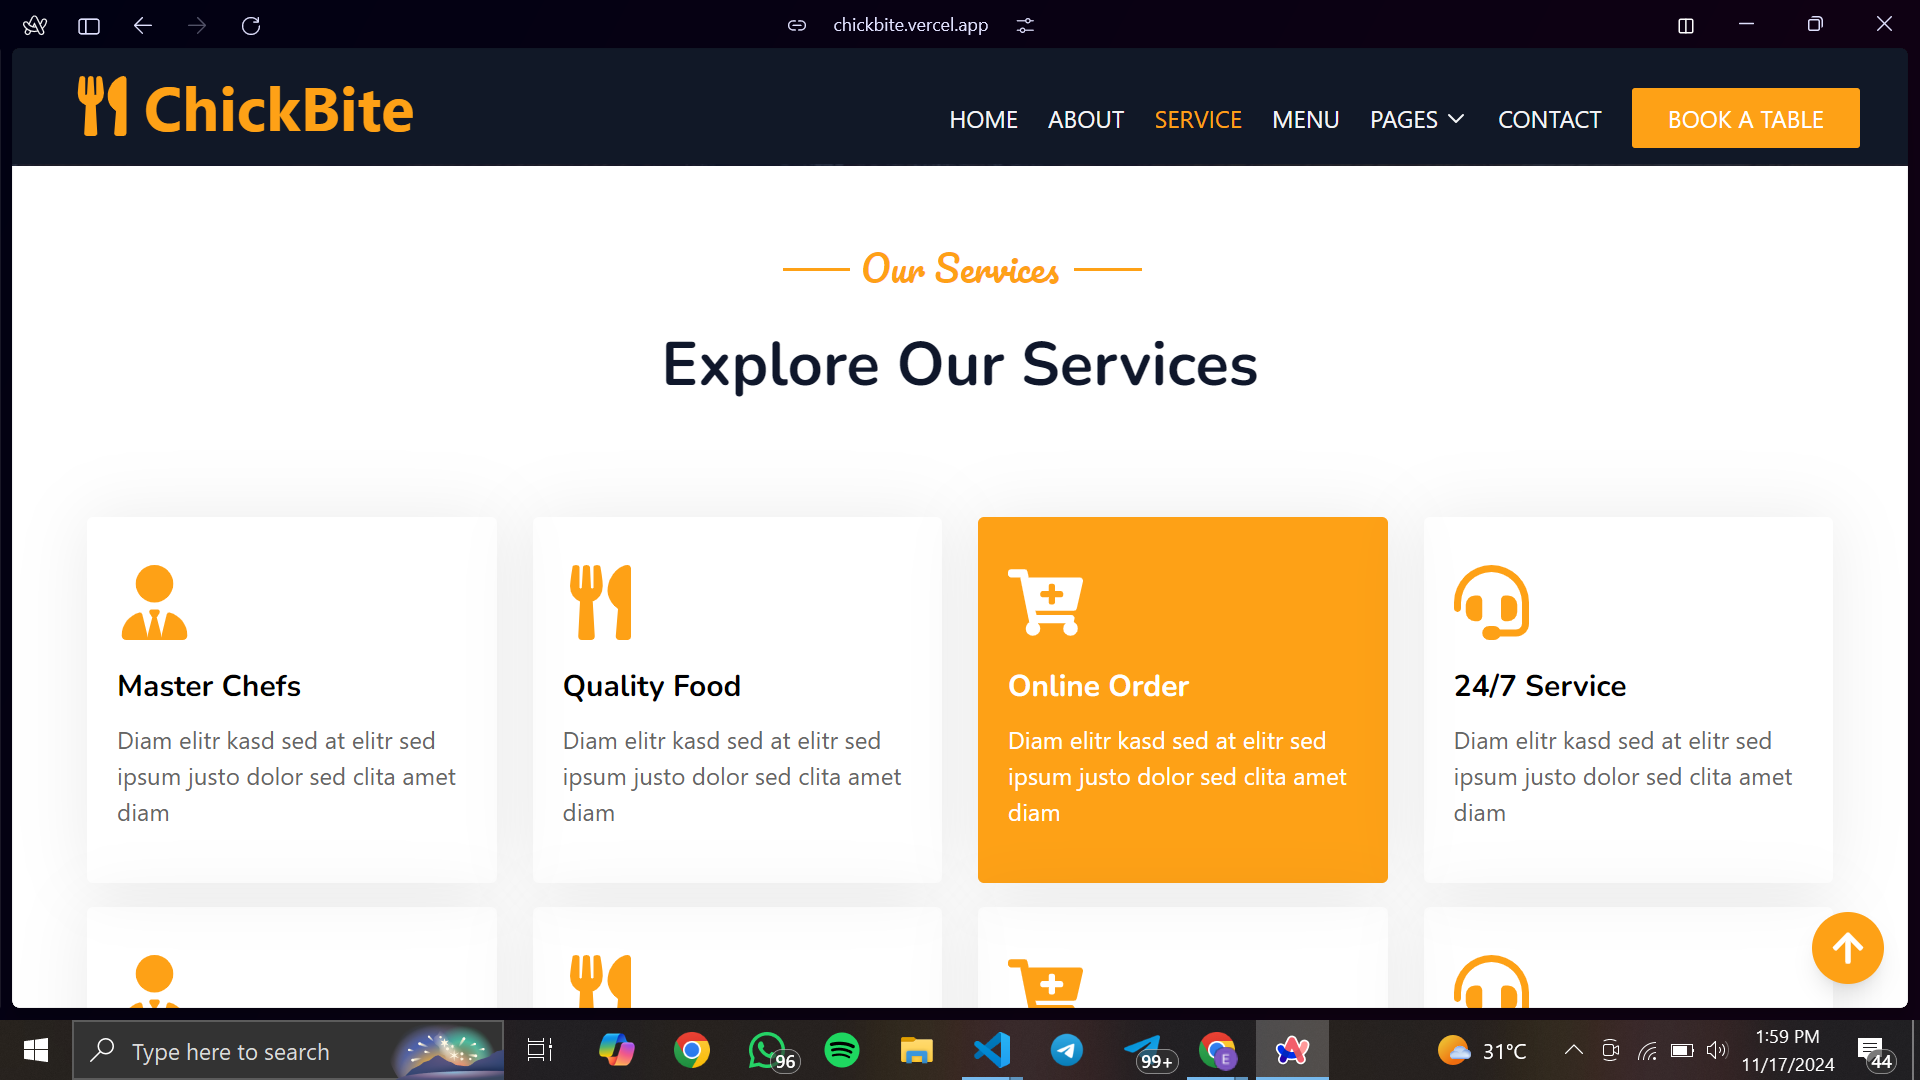 chickbite.vercel.app
ChickBite
HOME ABOUT SERVICE MENU PAGES CONTACT BOOK A TABLE
Our Services
Explore Our Services
Master Chefs
Diam elitr kasd sed at elitr sed
ipsum justo dolor sed clita amet
diam
Quality Food
Diam elitr kasd sed at elitr sed
ipsum justo dolor sed clita amet
diam
Online Order
Diam elitr kasd sed at elitr sed
ipsum justo dolor sed clita amet
diam
24/7 Service
Diam elitr kasd sed at elitr sed
ipsum justo dolor sed clita amet
diam
Type here to search
96
99+
E
31°C
1:59 PM
11/17/2024
44